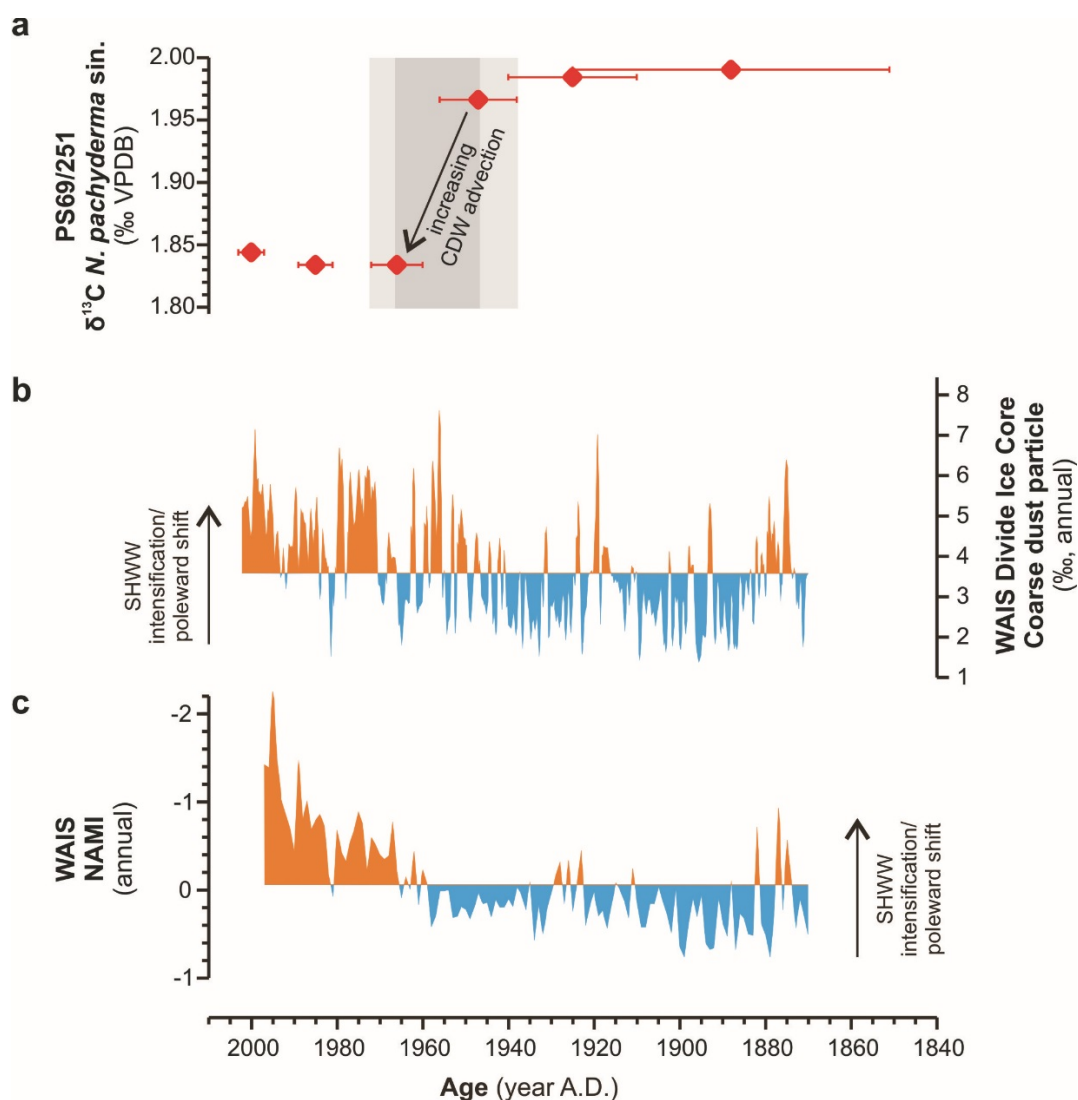 a
PS69/251
δ¹³C N. pachyderma sin.
(‰ VPDB)
2.00
1.95
1.90
1.85
1.80
increasing
CDW advection
b
SHWW
intensification/
poleward shift
8
7
6
5
4
3
2
1
WAIS Divide Ice Core
Coarse dust particle
(‰, annual)
c
WAIS
NAMI
(annual)
-2
-1
0
-1
SHWW
intensification/
poleward shift
2000 1980 1960 1940 1920 1900 1880 1860 1840
Age (year A.D.)